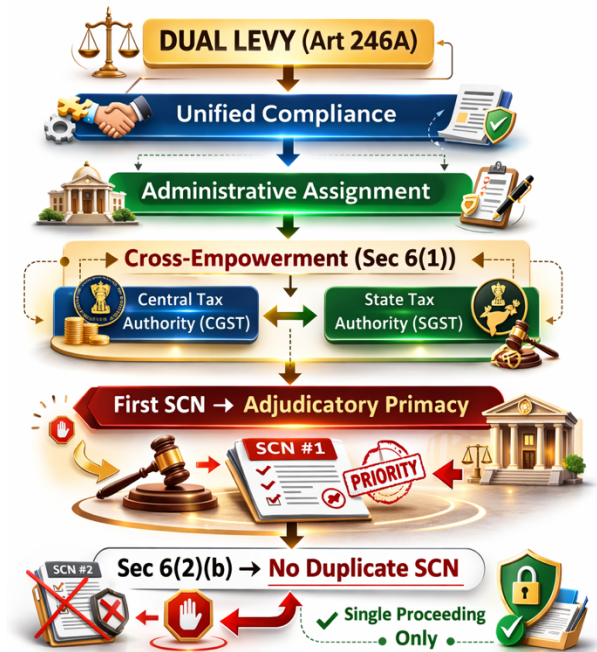 DUAL LEVY (Art 246A)
Unified Compliance
Administrative Assignment
Cross-Empowerment (Sec 6(1))
Central Tax
Authority (CGST)
State Tax
Authority (SGST)
First SCN → Adjudicatory Primacy
SCN #1
PRIORITY
SCN #2
Sec 6(2)(b) → No Duplicate SCN
✓ Single Proceeding
Only